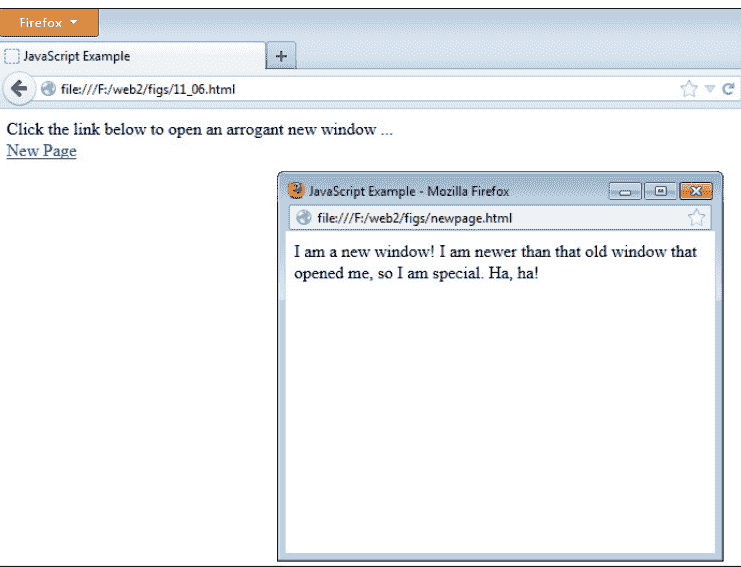 Firefox
JavaScript Example
file:///F:/web2/figs/11_06.html
Click the link below to open an arrogant new window ...
New Page
JavaScript Example - Mozilla Firefox
file:///F:/web2/figs/newpage.html
I am a new window! I am newer than that old window that
opened me, so I am special. Ha, ha!